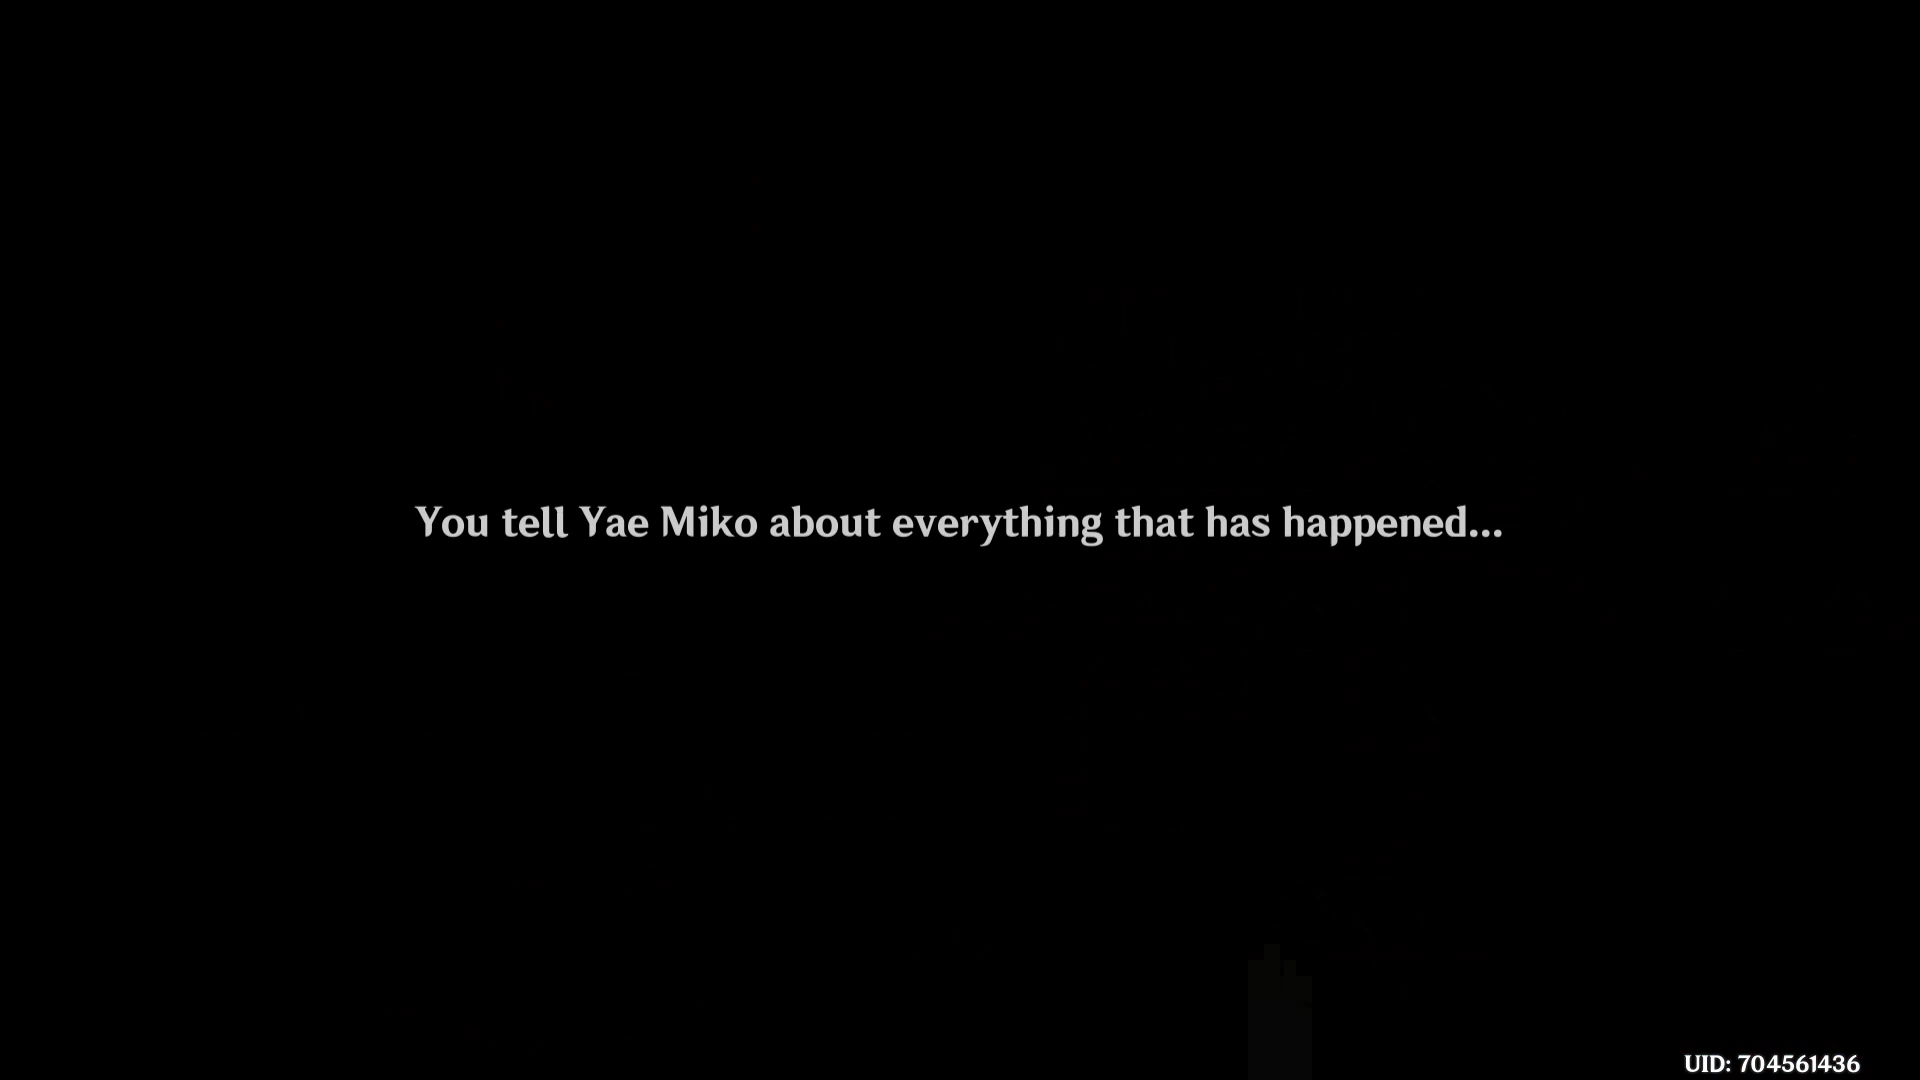 You tell Yae Miko about everything that has happened...
UID: 704561436